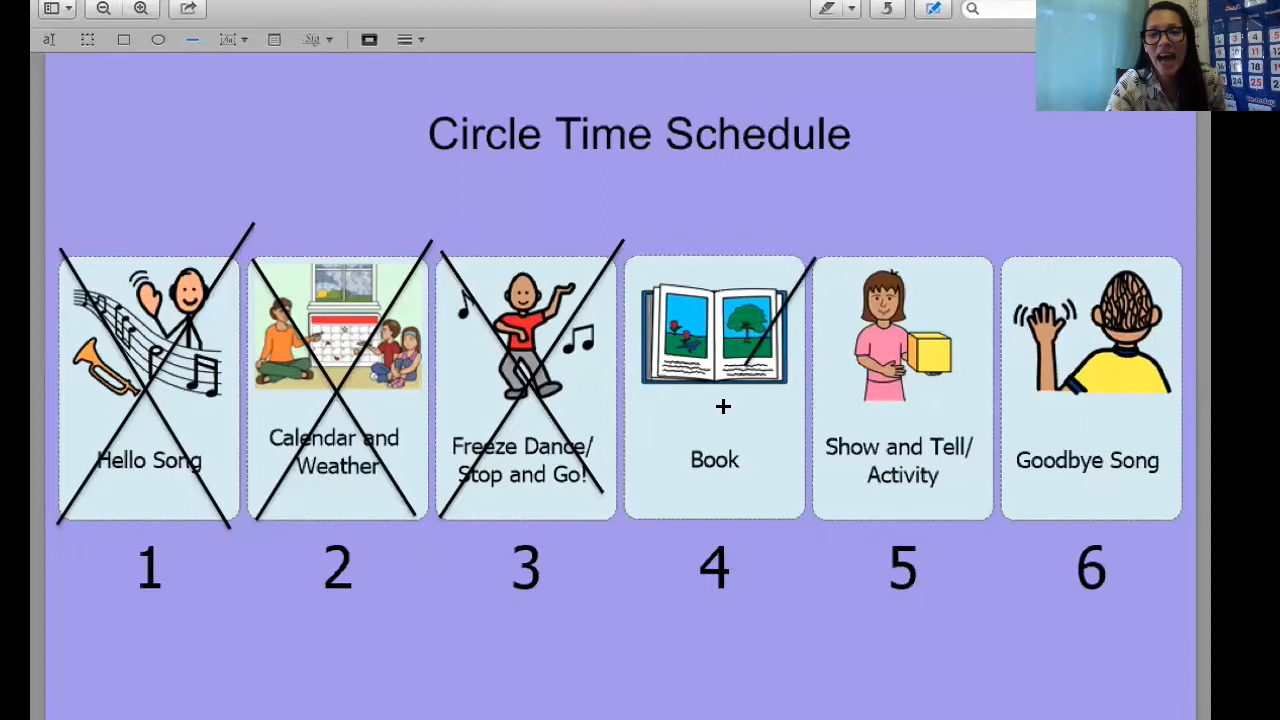 Circle Time Schedule
Hello Song
Calendar and
Weather
Freeze Dance/
Stop and Go!
Book
Show and Tell/
Activity
Goodbye Song
1 2 3 4 5 6